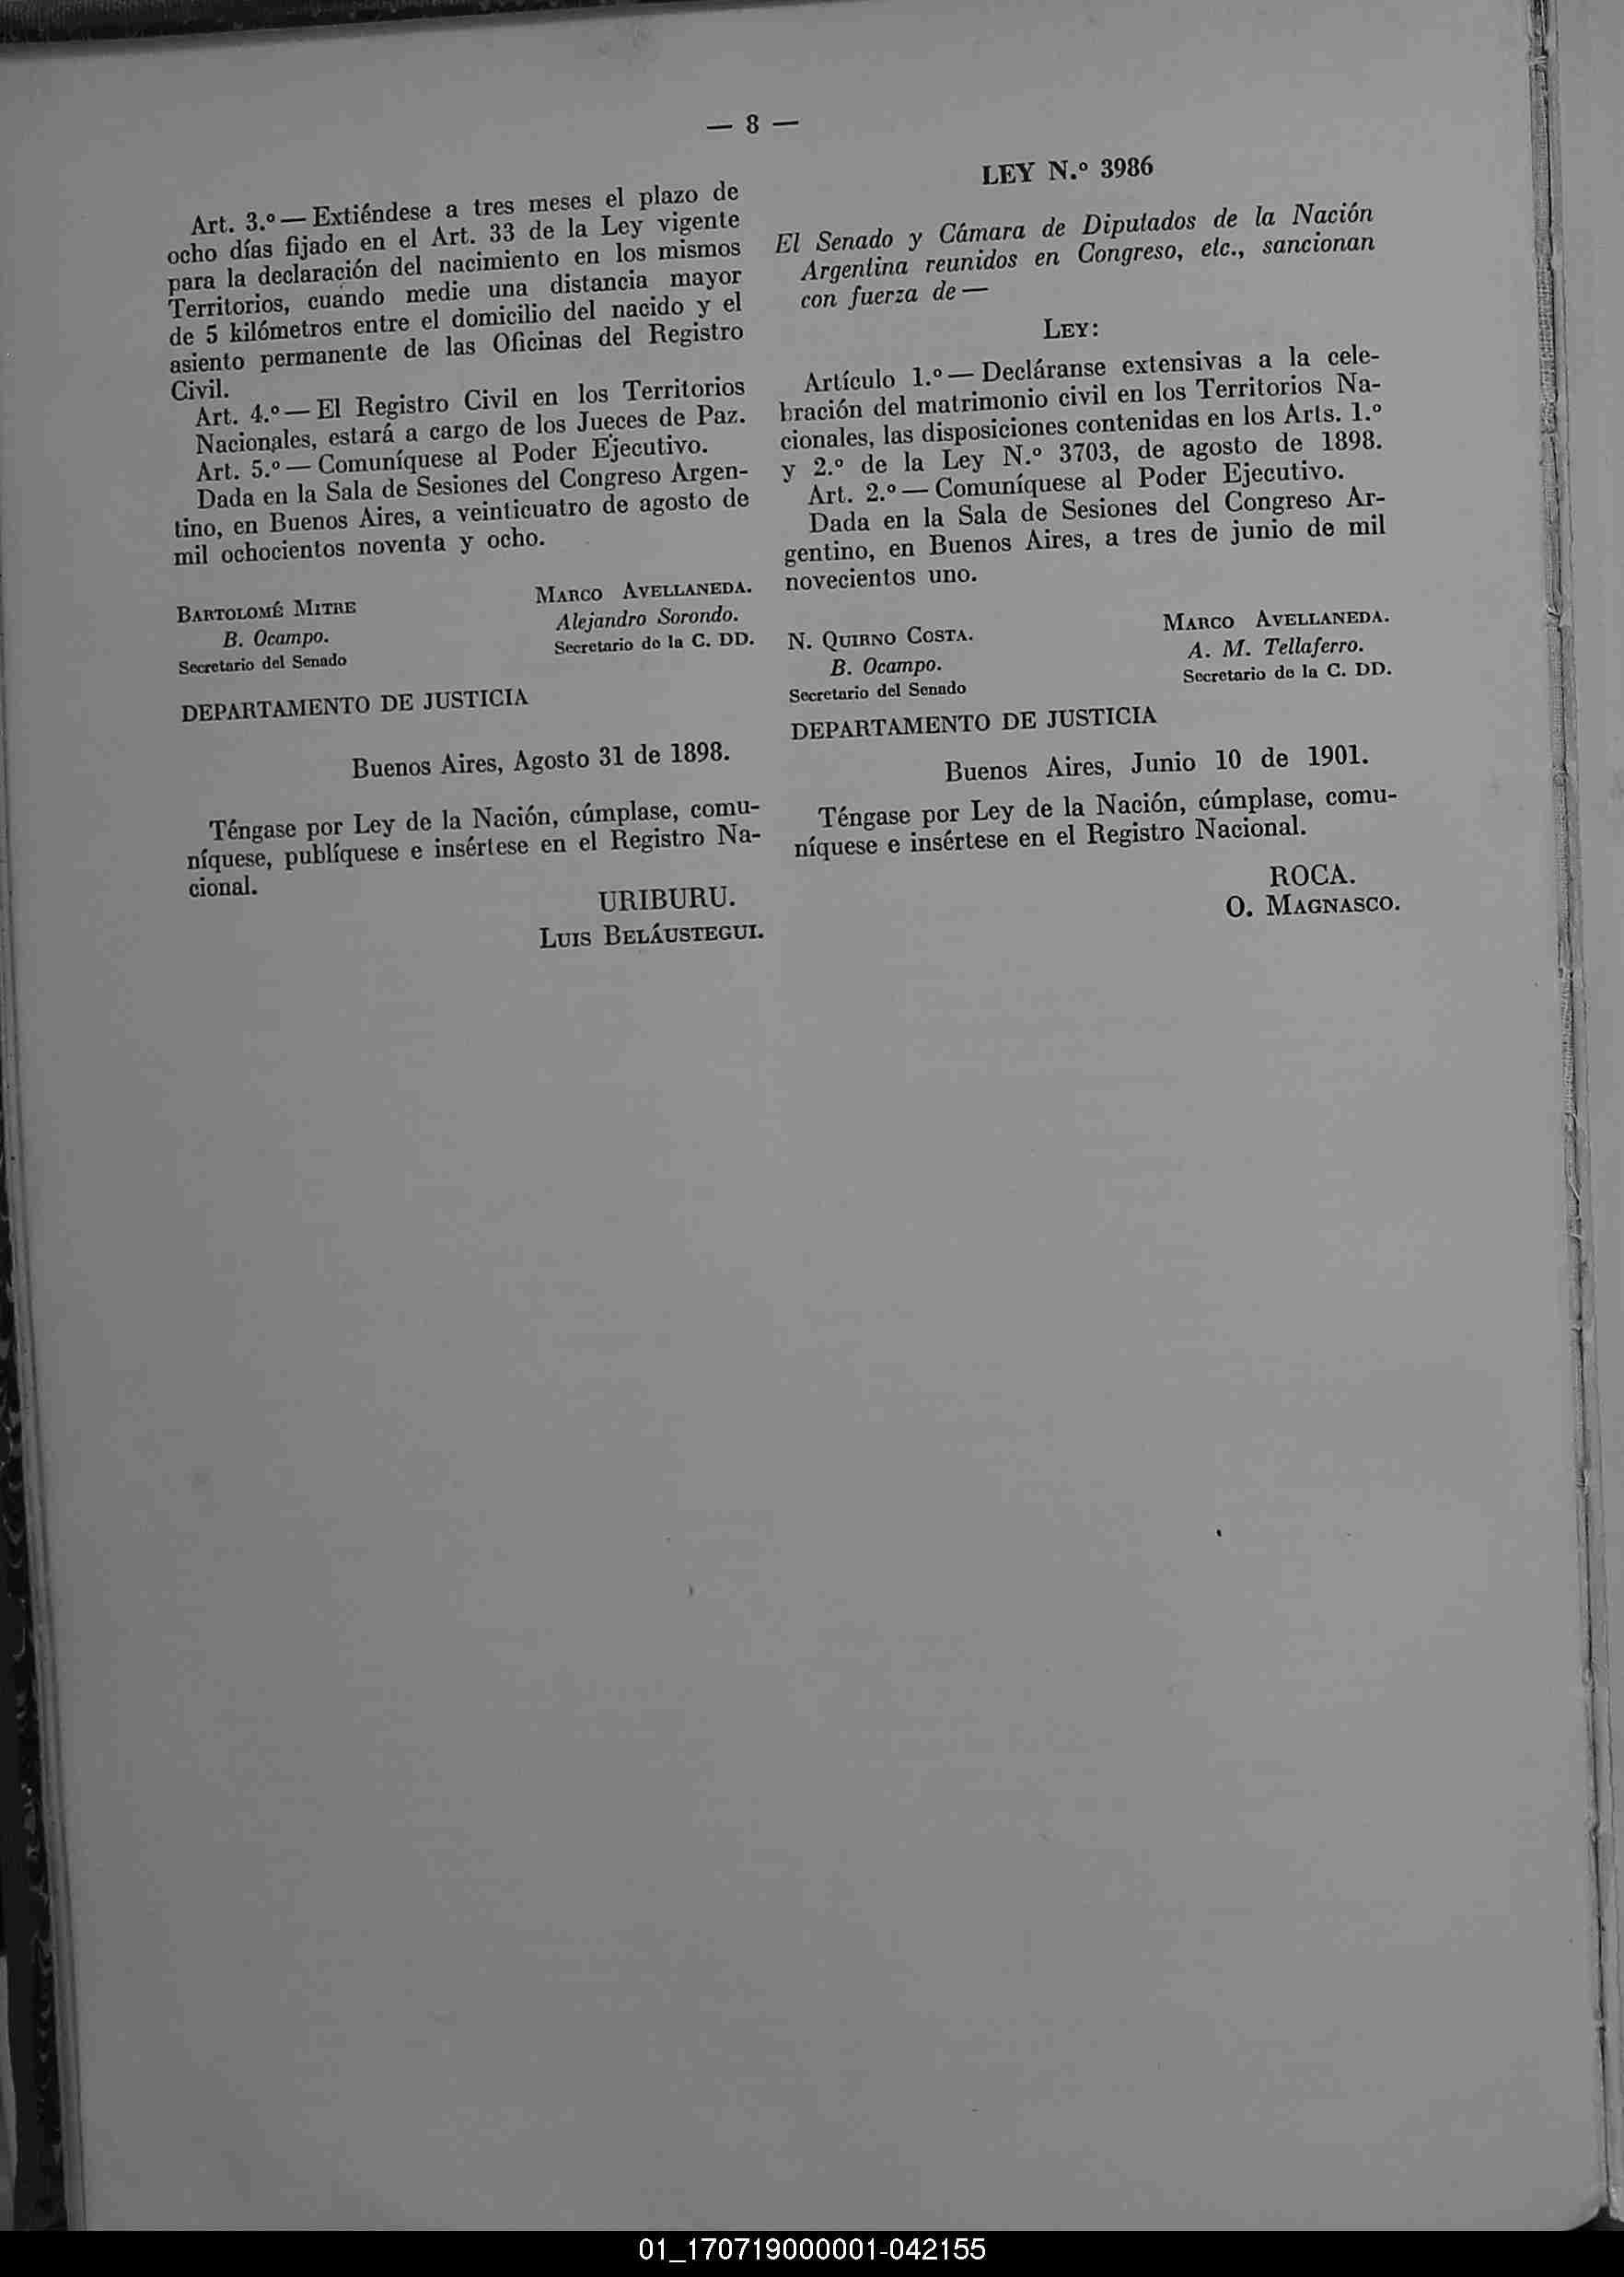 — 8 —
Art. 3.º — Extiéndese a tres meses el plazo de
ocho días fijado en el Art. 33 de la Ley vigente
para la declaración del nacimiento en los mismos
Territorios, cuando medie una distancia mayor
de 5 kilómetros entre el domicilio del nacido y el
asiento permanente de las Oficinas del Registro
Civil.
Art. 4.º — El Registro Civil en los Territorios
Nacionales, estará a cargo de los Jueces de Paz.
Art. 5.º — Comuníquese al Poder Ejecutivo.
Dada en la Sala de Sesiones del Congreso Argen-
tino, en Buenos Aires, a veinticuatro de agosto de
mil ochocientos noventa y ocho.
BARTOLOMÉ MITRE
B. Ocampo.
Secretario del Senado
MARCO AVELLANEDA.
Alejandro Sorondo.
Secretario de la C. DD.
DEPARTAMENTO DE JUSTICIA
Buenos Aires, Agosto 31 de 1898.
Téngase por Ley de la Nación, cúmplase, comu-
níquese, publíquese e insértese en el Registro Na-
cional.
URIBURU.
LUIS BELÁUSTEGUI.
LEY N.º 3986
El Senado y Cámara de Diputados de la Nación
Argentina reunidos en Congreso, etc., sancionan
con fuerza de —
LEY:
Artículo 1.º — Decláranse extensivas a la cele-
bración del matrimonio civil en los Territorios Na-
cionales, las disposiciones contenidas en los Arts. 1.º
y 2.º de la Ley N.º 3703, de agosto de 1898.
Art. 2.º — Comuníquese al Poder Ejecutivo.
Dada en la Sala de Sesiones del Congreso Ar-
gentino, en Buenos Aires, a tres de junio de mil
novecientos uno.
N. QUIRNO COSTA.
B. Ocampo.
Secretario del Senado
MARCO AVELLANEDA.
A. M. Tellaferro.
Secretario de la C. DD.
DEPARTAMENTO DE JUSTICIA
Buenos Aires, Junio 10 de 1901.
Téngase por Ley de la Nación, cúmplase, comu-
níquese e insértese en el Registro Nacional.
ROCA.
O. MAGNASCO.
01_170719000001-042155